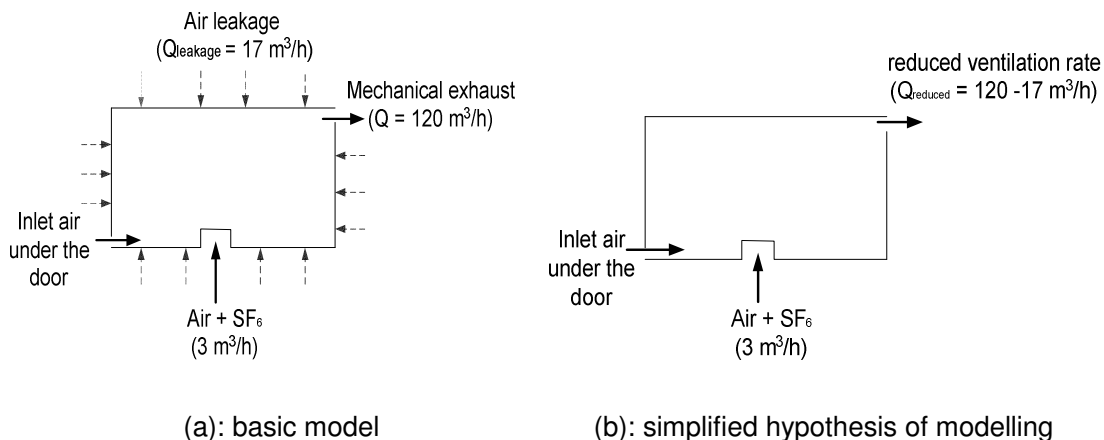 Air leakage
(Qleakage = 17 m³/h)
Mechanical exhaust
(Q = 120 m³/h)
Inlet air
under the
door
Air + SF₆
(3 m³/h)
(a): basic model
reduced ventilation rate
(Qreduced = 120 -17 m³/h)
Inlet air
under the
door
Air + SF₆
(3 m³/h)
(b): simplified hypothesis of modelling